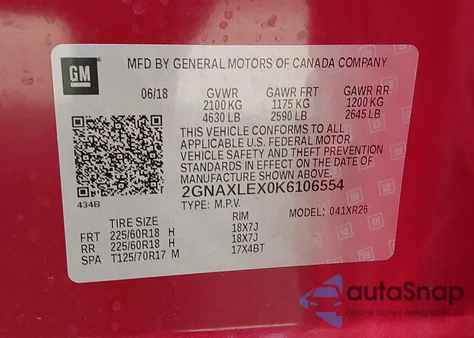 GM
MFD BY GENERAL MOTORS OF CANADA COMPANY
06/18 GVWR GAWR FRT GAWR RR
2100 KG 1175 KG 1200 KG
4630 LB 2590 LB 2645 LB
THIS VEHICLE CONFORMS TO ALL
APPLICABLE U.S. FEDERAL MOTOR
VEHICLE SAFETY, BUMPER, AND
THEFT PREVENTION
STANDARDS IN EFFECT ON THE DATE OF
MANUFACTURE SHOWN ABOVE.
2GNAXLEX0K6106554
434B TYPE: M.P.V. MODEL: 041XR26
TIRE SIZE RIM
FRT 225/60R18 H 18X7J
RR 225/60R18 H 18X7J
SPA T125/70R17 M 17X4BT
autoSnap